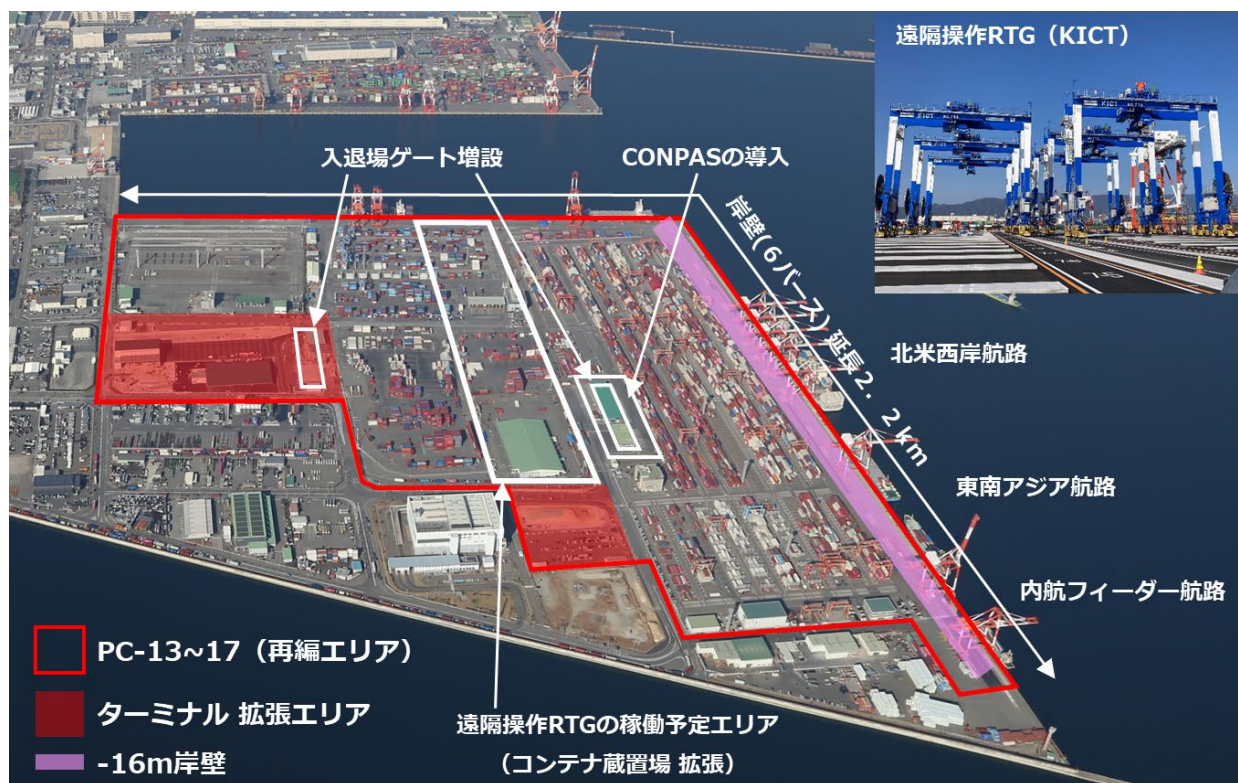 遠隔操作RTG（KICT）
KICT
KICT
740
入退場ゲート増設
CONPASの導入
岸壁(６バース) 延長２．２km
北米西岸航路
東南アジア航路
内航フィーダー航路
PC-13~17（再編エリア）
ターミナル 拡張エリア
-16m岸壁
遠隔操作RTGの稼働予定エリア
（コンテナ蔵置場 拡張）